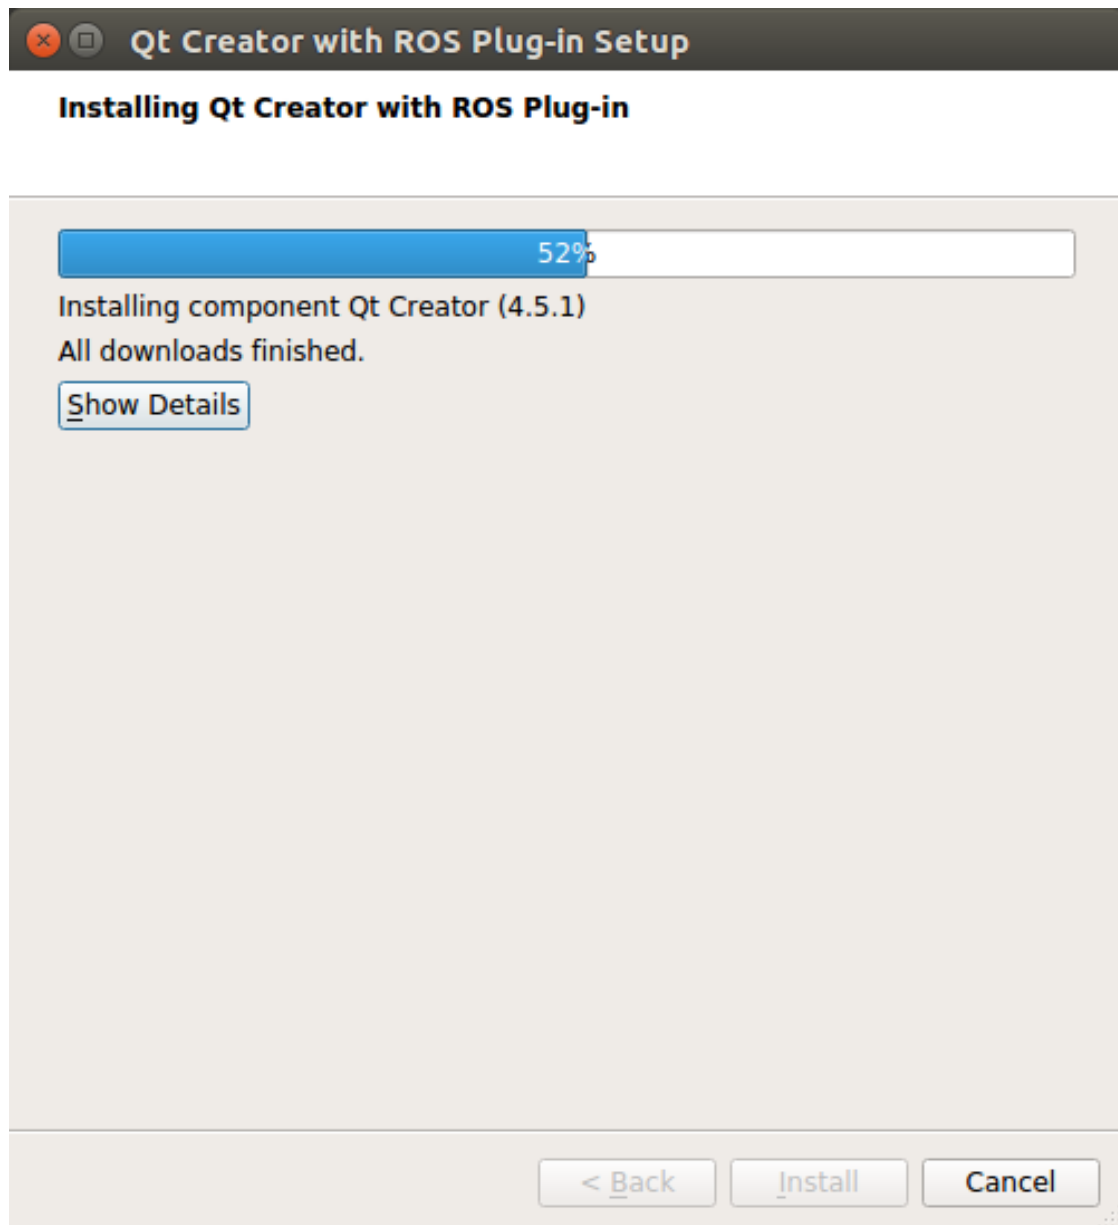 Qt Creator with ROS Plug-in Setup
Installing Qt Creator with ROS Plug-in
52%
Installing component Qt Creator (4.5.1)
All downloads finished.
Show Details
< Back Install Cancel